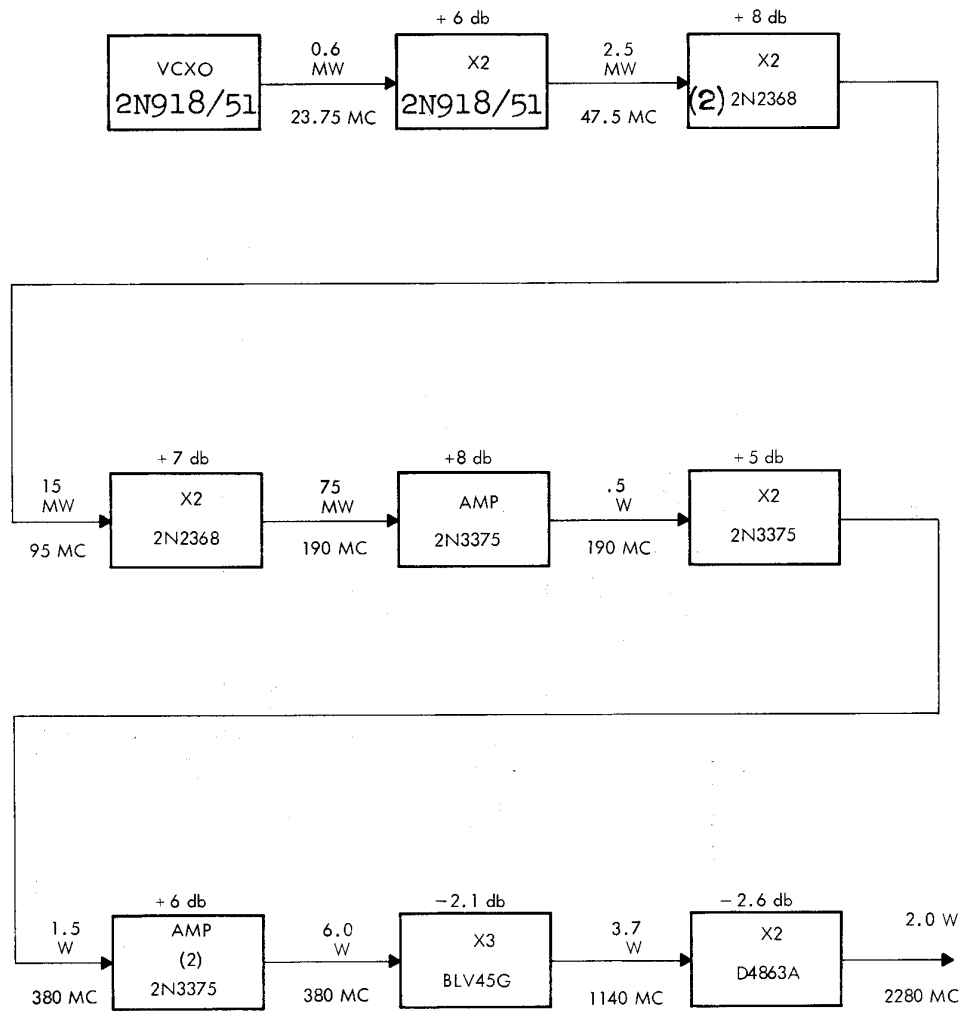 + 6 db
+ 8 db
VCXO
2N918/51
0.6
MW
23.75 MC
X2
2N918/51
2.5
MW
47.5 MC
X2
(2) 2N2368
+ 7 db
+8 db
+ 5 db
15
MW
95 MC
X2
2N2368
75
MW
190 MC
AMP
2N3375
.5
W
190 MC
X2
2N3375
+6 db
−2.1 db
−2.6 db
1.5
W
380 MC
AMP
(2)
2N3375
6.0
W
380 MC
X3
BLV45G
3.7
W
1140 MC
X2
D4863A
2.0 W
2280 MC